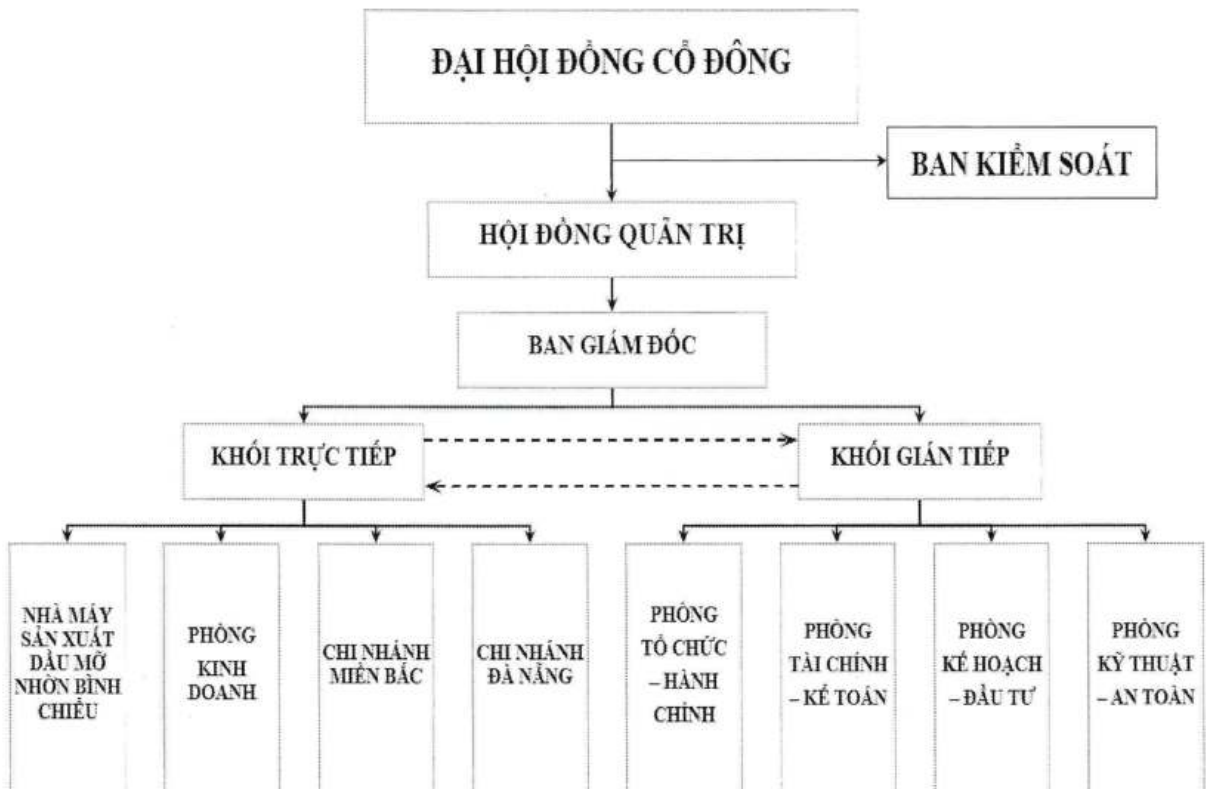 ĐẠI HỘI ĐỒNG CỔ ĐÔNG
BAN KIỂM SOÁT
HỘI ĐỒNG QUẢN TRỊ
BAN GIÁM ĐỐC
KHỐI TRỰC TIẾP
KHỐI GIÁN TIẾP
NHÀ MÁY
SẢN XUẤT
DẦU MỠ
NHỜN BÌNH
CHIỂU
PHÒNG
KINH
DOANH
CHI NHÁNH
MIỀN BẮC
CHI NHÁNH
ĐÀ NẴNG
PHÒNG
TỔ CHỨC
– HÀNH
CHÍNH
PHÒNG
TÀI CHÍNH
– KẾ TOÁN
PHÒNG
KẾ HOẠCH
– ĐẦU TƯ
PHÒNG
KỸ THUẬT
– AN TOÀN